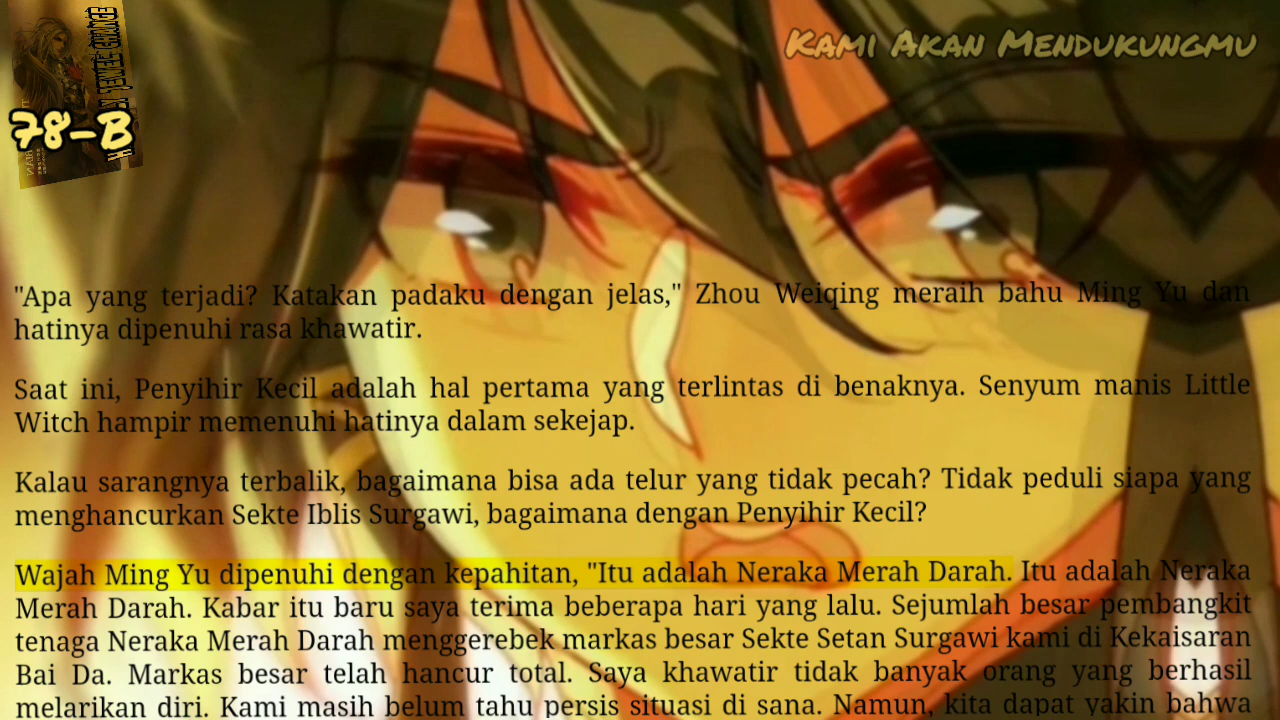 Kami Akan Mendukungmu
78-B
"Apa yang terjadi? Katakan padaku dengan jelas," Zhou Weiqing meraih bahu Ming Yu dan
hatinya dipenuhi rasa khawatir.
Saat ini, Penyihir Kecil adalah hal pertama yang terlintas di benaknya. Senyum manis Little
Witch hampir memenuhi hatinya dalam sekejap.
Kalau sarangnya terbalik, bagaimana bisa ada telur yang tidak pecah? Tidak peduli siapa yang
menghancurkan Sekte Iblis Surgawi, bagaimana dengan Penyihir Kecil?
Wajah Ming Yu dipenuhi dengan kepahitan, "Itu adalah Neraka Merah Darah. Itu adalah Neraka
Merah Darah. Kabar itu baru saya terima beberapa hari yang lalu. Sejumlah besar pembangkit
tenaga Neraka Merah Darah menggerebek markas besar Sekte Setan Surgawi kami di Kekaisaran
Bai Da. Markas besar telah hancur total. Saya khawatir tidak banyak orang yang berhasil
melarikan diri. Kami masih belum tahu persis situasi di sana. Namun, kita dapat yakin bahwa